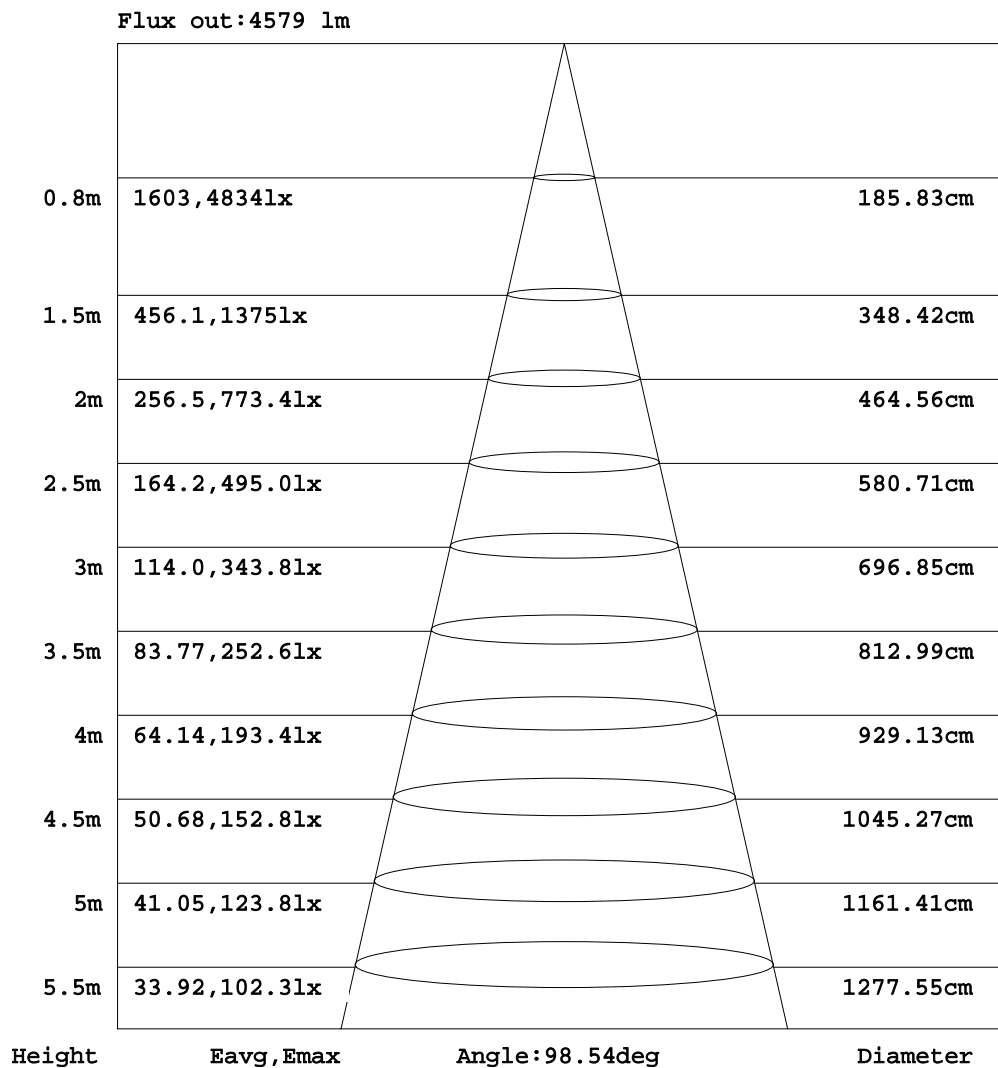 Flux out:4579 lm
0.8m 1603,4834lx 185.83cm
1.5m 456.1,1375lx 348.42cm
2m 256.5,773.4lx 464.56cm
2.5m 164.2,495.0lx 580.71cm
3m 114.0,343.8lx 696.85cm
3.5m 83.77,252.6lx 812.99cm
4m 64.14,193.4lx 929.13cm
4.5m 50.68,152.8lx 1045.27cm
5m 41.05,123.8lx 1161.41cm
5.5m 33.92,102.3lx 1277.55cm
Height Eavg,Emax Angle:98.54deg Diameter